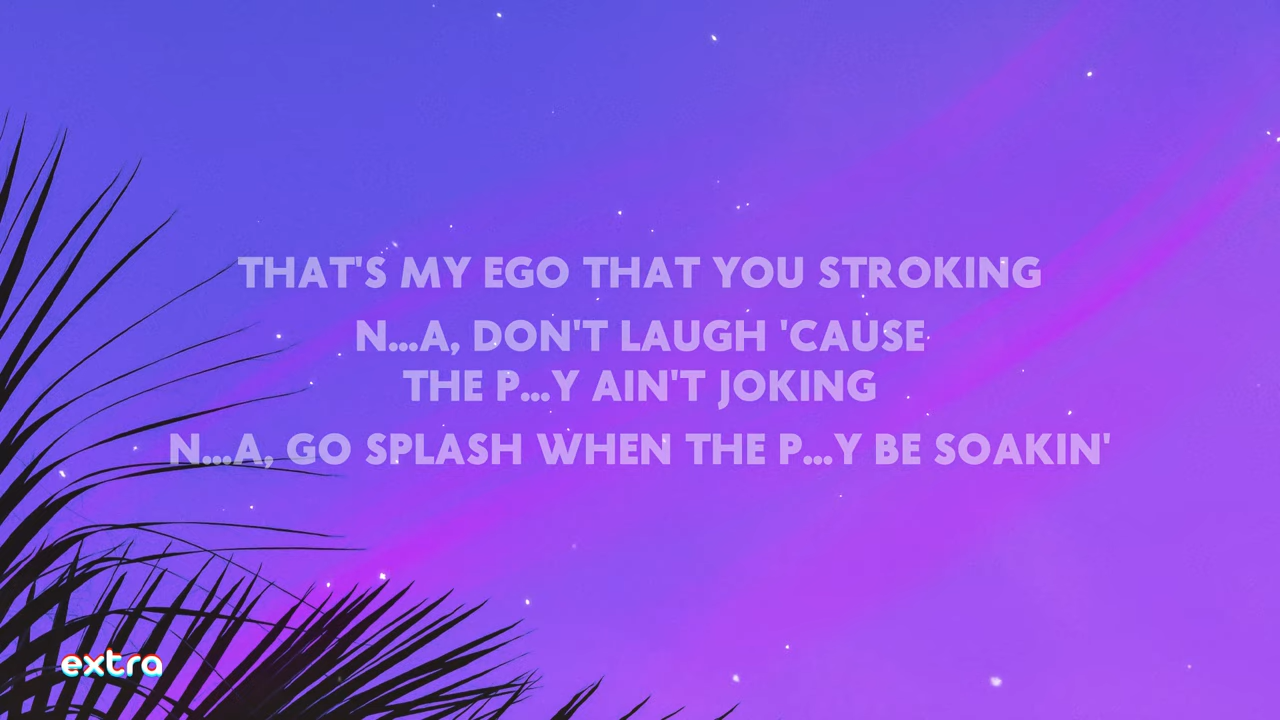 THAT'S MY EGO THAT YOU STROKING
N...A, DON'T LAUGH 'CAUSE
THE P...Y AIN'T JOKING
N...A, GO SPLASH WHEN THE P...Y BE SOAKIN'
extra